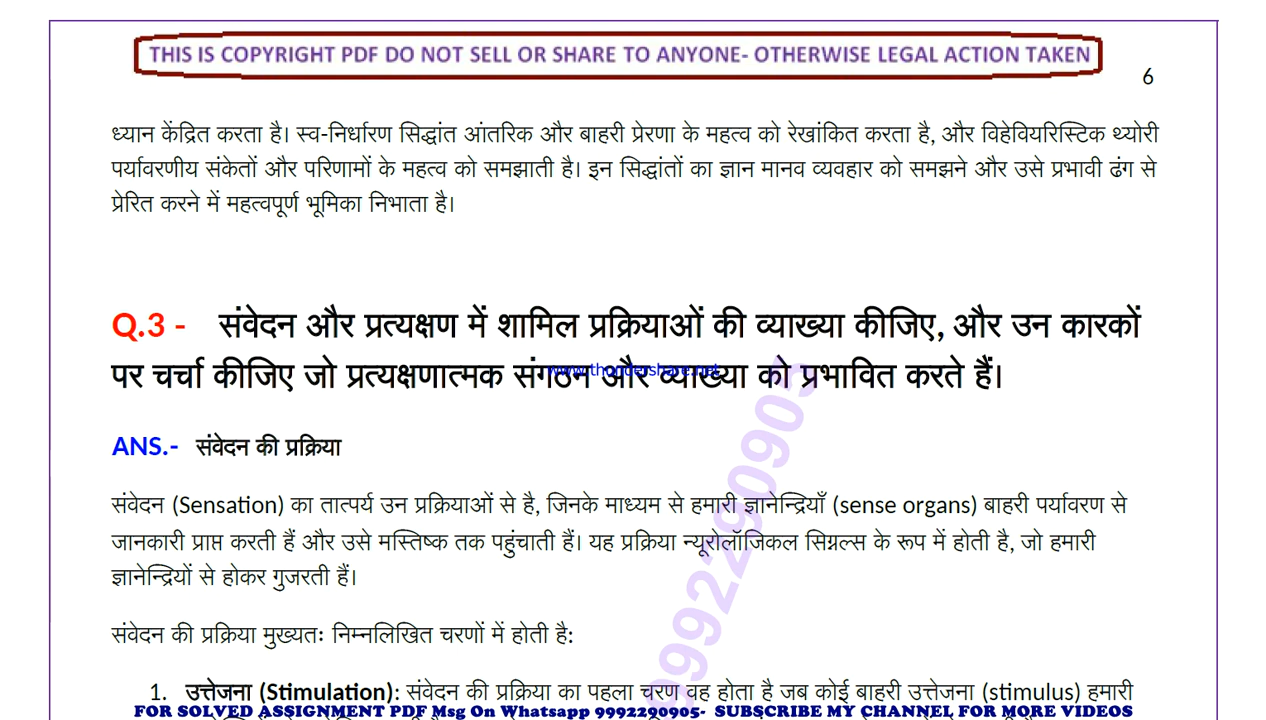 THIS IS COPYRIGHT PDF DO NOT SELL OR SHARE TO ANYONE- OTHERWISE LEGAL ACTION TAKEN
6
ध्यान केंद्रित करता है। स्व-निर्धारण सिद्धांत आंतरिक और बाहरी प्रेरणा के महत्व को रेखांकित करता है, और विहेवियरिस्टिक थ्योरी
पर्यावरणीय संकेतों और परिणामों के महत्व को समझाती है। इन सिद्धांतों का ज्ञान मानव व्यवहार को समझने और उसे प्रभावी ढंग से
प्रेरित करने में महत्वपूर्ण भूमिका निभाता है।
Q.3 - संवेदन और प्रत्यक्षण में शामिल प्रक्रियाओं की व्याख्या कीजिए, और उन कारकों
पर चर्चा कीजिए जो प्रत्यक्षणात्मक संगठन और व्याख्या को प्रभावित करते हैं।
www.thundershare.net
ANS.- संवेदन की प्रक्रिया
संवेदन (Sensation) का तात्पर्य उन प्रक्रियाओं से है, जिनके माध्यम से हमारी ज्ञानेन्द्रियाँ (sense organs) बाहरी पर्यावरण से
जानकारी प्राप्त करती हैं और उसे मस्तिष्क तक पहुंचाती हैं। यह प्रक्रिया न्यूरोलॉजिकल सिग्नल्स के रूप में होती है, जो हमारी
ज्ञानेन्द्रियों से होकर गुजरती हैं।
संवेदन की प्रक्रिया मुख्यतः निम्नलिखित चरणों में होती है:
1. उत्तेजना (Stimulation): संवेदन की प्रक्रिया का पहला चरण वह होता है जब कोई बाहरी उत्तेजना (stimulus) हमारी
FOR SOLVED ASSIGNMENT PDF Msg On Whatsapp 9992290905- SUBSCRIBE MY CHANNEL FOR MORE VIDEOS
9992290905